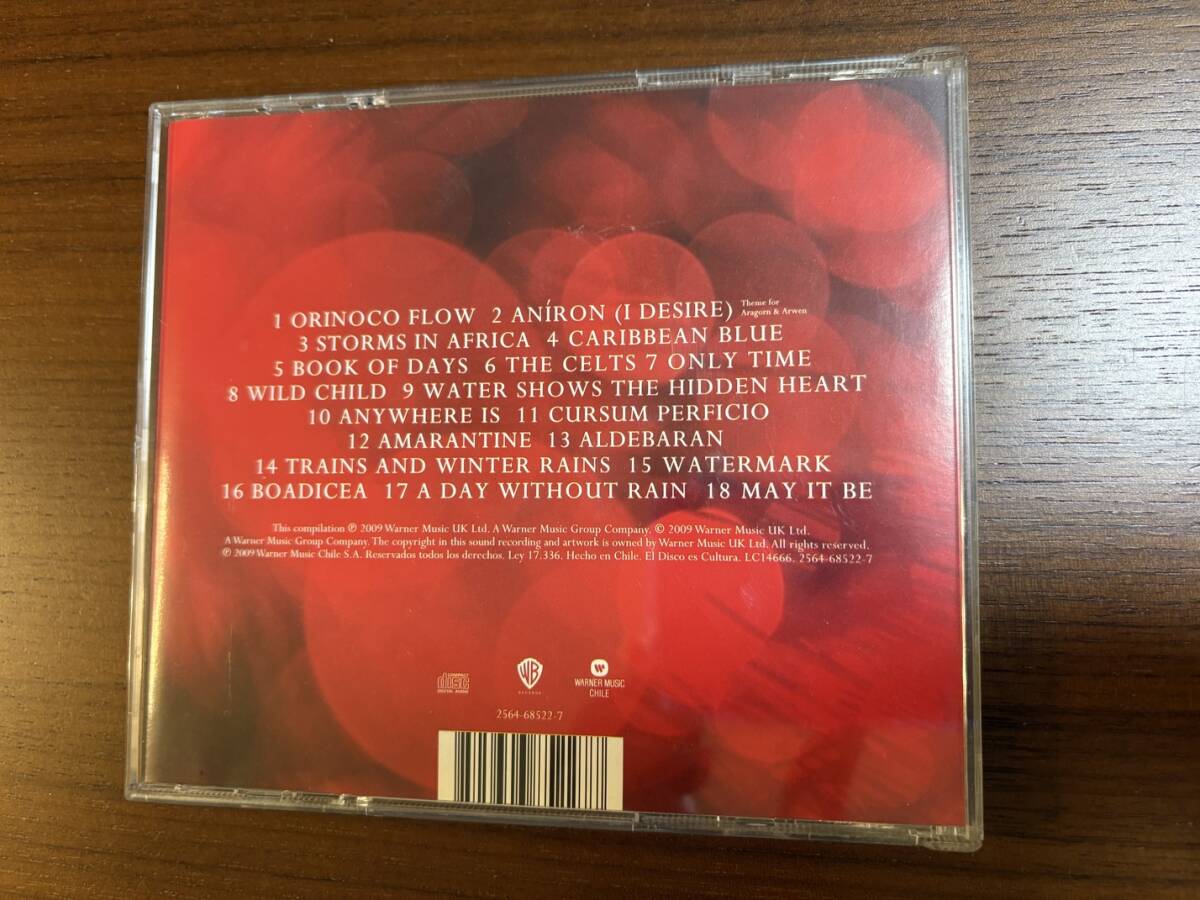 1 ORINOCO FLOW 2 ANÍRON (I DESIRE) Theme for Aragorn & Arwen
3 STORMS IN AFRICA 4 CARIBBEAN BLUE
5 BOOK OF DAYS 6 THE CELTS 7 ONLY TIME
8 WILD CHILD 9 WATER SHOWS THE HIDDEN HEART
10 ANYWHERE IS 11 CURSUM PERFICIO
12 AMARANTINE 13 ALDEBARAN
14 TRAINS AND WINTER RAINS 15 WATERMARK
16 BOADICEA 17 A DAY WITHOUT RAIN 18 MAY IT BE
This compilation ℗ 2009 Warner Music UK Ltd. A Warner Music Group Company. © 2009 Warner Music UK Ltd.
A Warner Music Group Company. The copyright in this sound recording and artwork is owned by Warner Music UK Ltd. All rights reserved.
℗ 2009 Warner Music Chile S.A. Reservados todos los derechos. Ley 17.336. Hecho en Chile. El Disco es Cultura. LC14666. 2564-68522-7
COMPACT
disc
DIGITAL AUDIO
WB
RECORDS
WARNER MUSIC
CHILE
2564-68522-7